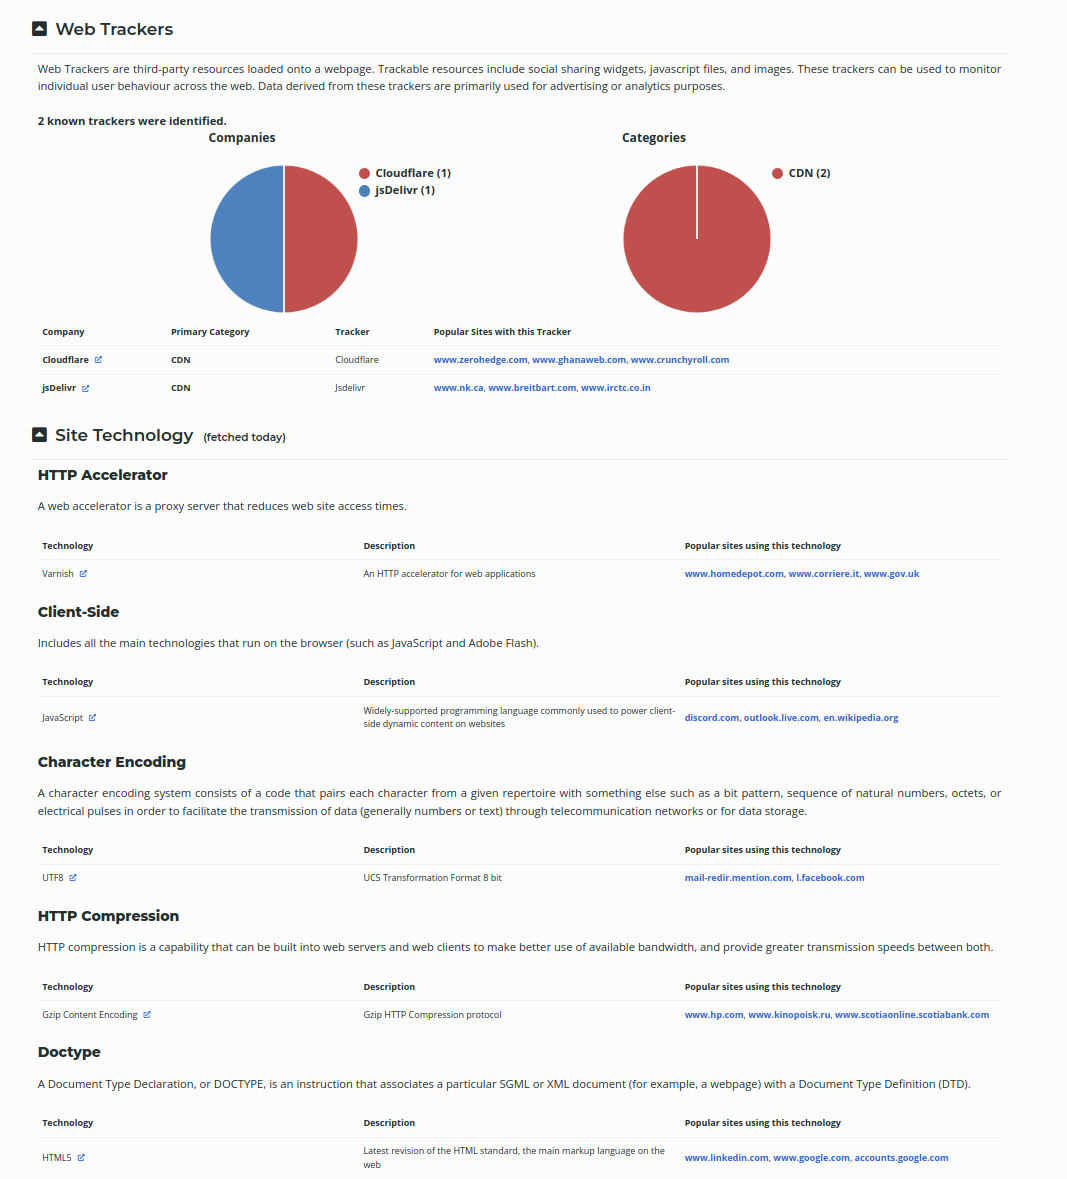 Web Trackers
Web Trackers are third-party resources loaded onto a webpage. Trackable resources include social sharing widgets, javascript files, and images. These trackers can be used to monitor
individual user behaviour across the web. Data derived from these trackers are primarily used for advertising or analytics purposes.
2 known trackers were identified.
Companies
Cloudflare (1)
jsDelivr (1)
Categories
CDN (2)
Company Primary Category Tracker Popular Sites with this Tracker
Cloudflare CDN Cloudflare www.zerohedge.com, www.ghanaweb.com, www.crunchyroll.com
jsDelivr CDN Jsdelivr www.nk.ca, www.breitbart.com, www.irctc.co.in
Site Technology (fetched today)
HTTP Accelerator
A web accelerator is a proxy server that reduces web site access times.
Technology Description Popular sites using this technology
Varnish An HTTP accelerator for web applications www.homedepot.com, www.corriere.it, www.gov.uk
Client-Side
Includes all the main technologies that run on the browser (such as JavaScript and Adobe Flash).
Technology Description Popular sites using this technology
JavaScript Widely-supported programming language commonly used to power client-
side dynamic content on websites discord.com, outlook.live.com, en.wikipedia.org
Character Encoding
A character encoding system consists of a code that pairs each character from a given repertoire with something else such as a bit pattern, sequence of natural numbers, octets, or
electrical pulses in order to facilitate the transmission of data (generally numbers or text) through telecommunication networks or for data storage.
Technology Description Popular sites using this technology
UTF8 UCS Transformation Format 8 bit mail-redir.mention.com, l.facebook.com
HTTP Compression
HTTP compression is a capability that can be built into web servers and web clients to make better use of available bandwidth, and provide greater transmission speeds between both.
Technology Description Popular sites using this technology
Gzip Content Encoding Gzip HTTP Compression protocol www.hp.com, www.kinopoisk.ru, www.scotiaonline.scotiabank.com
Doctype
A Document Type Declaration, or DOCTYPE, is an instruction that associates a particular SGML or XML document (for example, a webpage) with a Document Type Definition (DTD).
Technology Description Popular sites using this technology
HTML5 Latest revision of the HTML standard, the main markup language on the
web www.linkedin.com, www.google.com, accounts.google.com